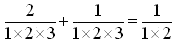 2/(1×2×3) + 1/(1×2×3) = 1/(1×2)